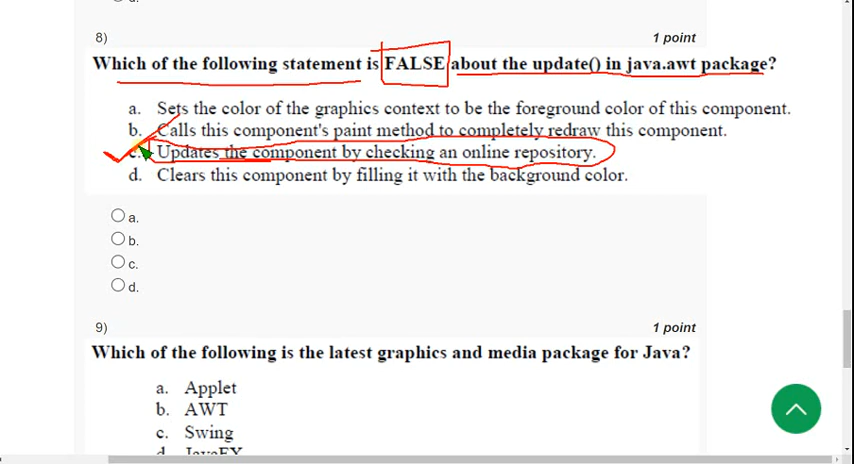 8)
1 point
Which of the following statement is FALSE about the update() in java.awt package?
a. Sets the color of the graphics context to be the foreground color of this component.
b. Calls this component's paint method to completely redraw this component.
c. Updates the component by checking an online repository.
d. Clears this component by filling it with the background color.
a.
b.
c.
d.
9)
1 point
Which of the following is the latest graphics and media package for Java?
a. Applet
b. AWT
c. Swing
d. JavaFX